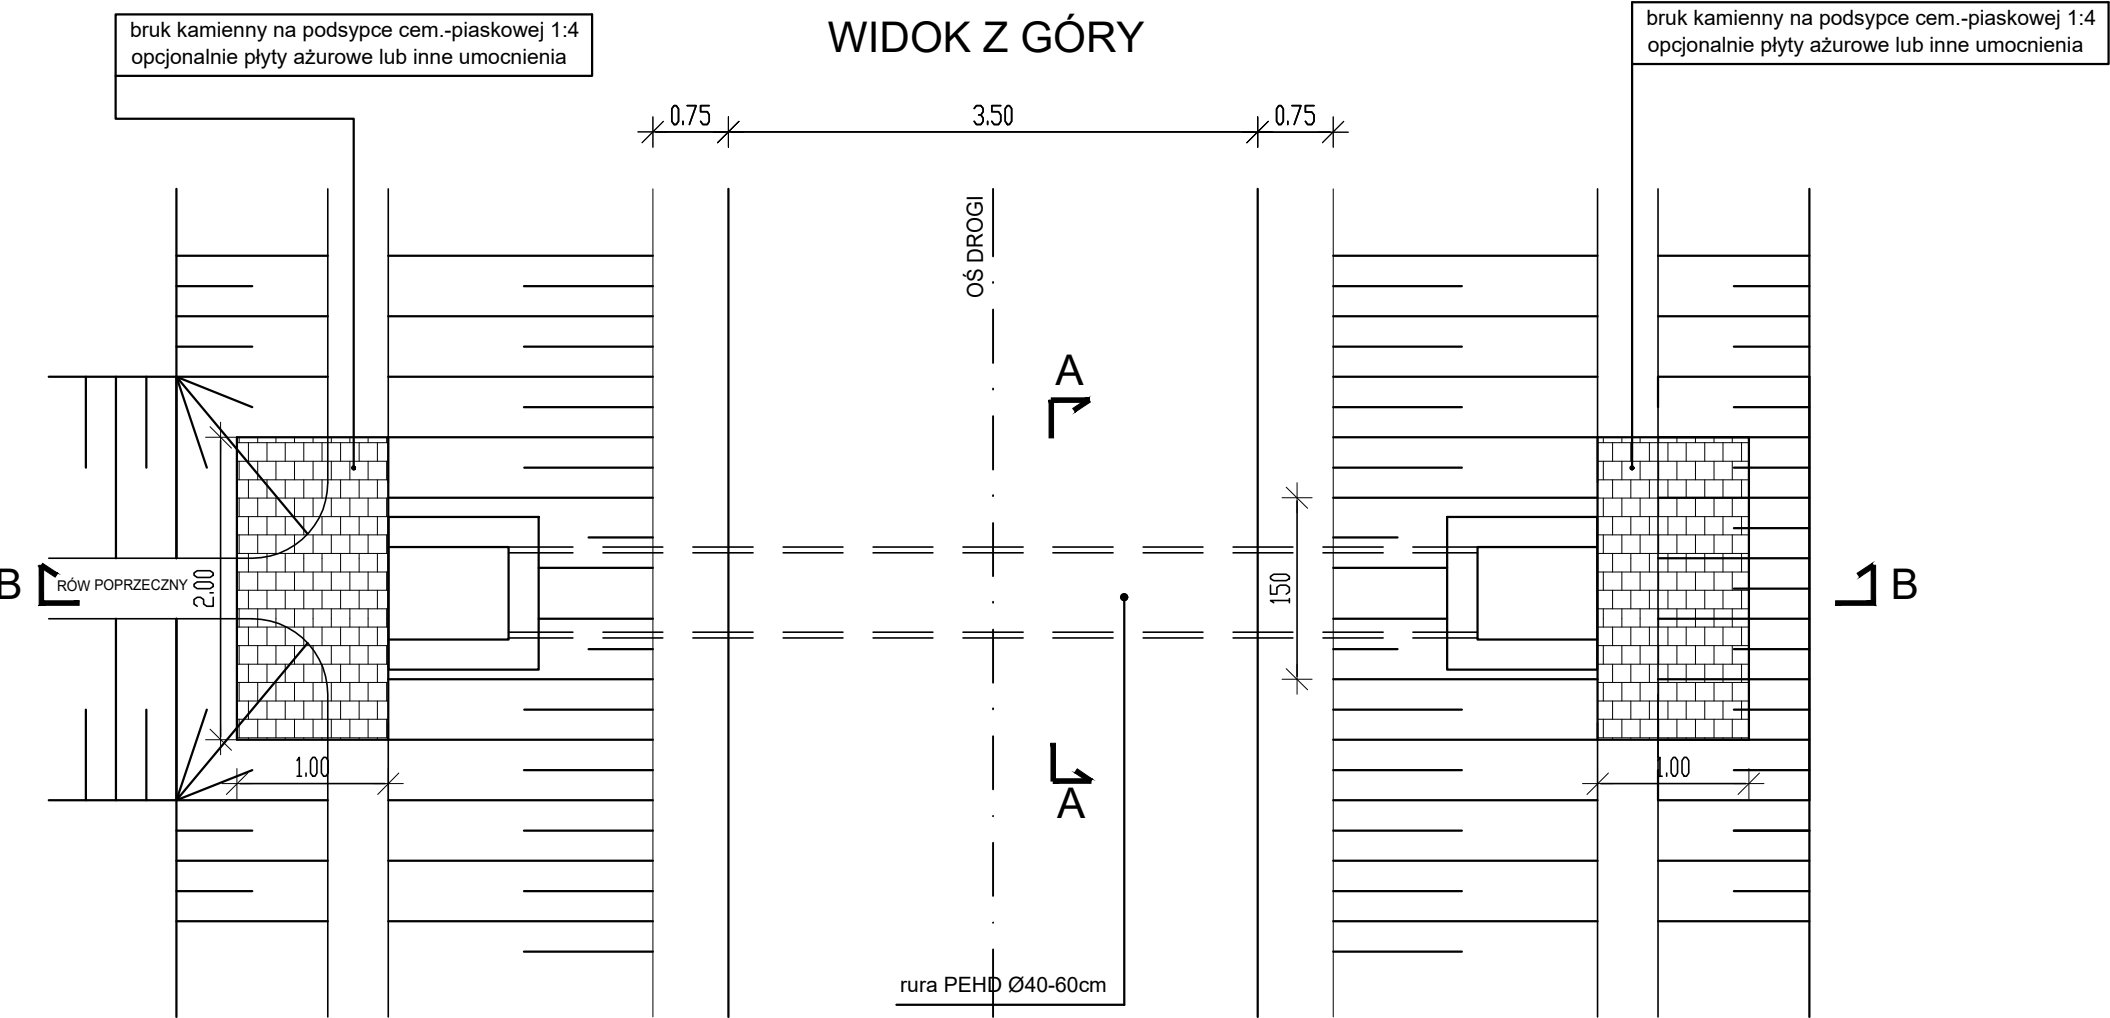 bruk kamienny na podsypce cem.-piaskowej 1:4
opcjonalnie płyty ażurowe lub inne umocnienia
WIDOK Z GÓRY
bruk kamienny na podsypce cem.-piaskowej 1:4
opcjonalnie płyty ażurowe lub inne umocnienia
0.75
3.50
0.75
OŚ DROGI
A
B
RÓW POPRZECZNY
2.00
150
B
1.00
1.00
A
rura PEHD Ø40-60cm